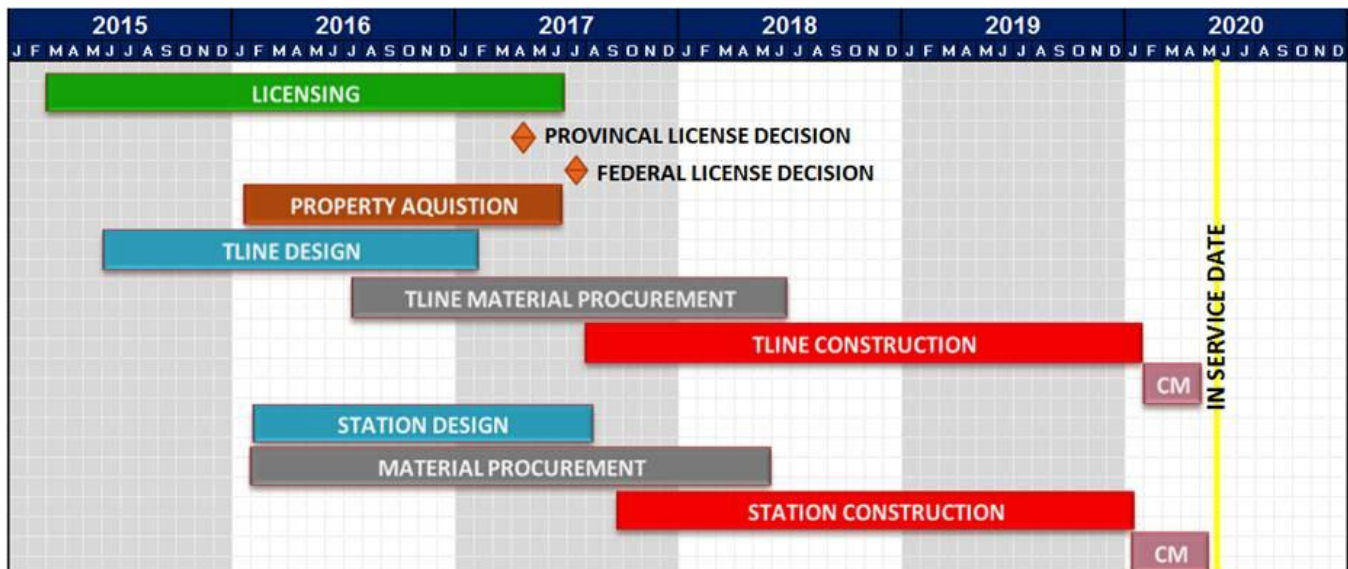 2015 2016 2017 2018 2019 2020
J F M A M J J A S O N D J F M A M J J A S O N D J F M A M J J A S O N D J F M A M J J A S O N D J F M A M J J A S O N D J F M A M J J A S O N D
LICENSING
PROVINCAL LICENSE DECISION
FEDERAL LICENSE DECISION
PROPERTY AQUISTION
TLINE DESIGN
TLINE MATERIAL PROCUREMENT
TLINE CONSTRUCTION
CM
IN SERVICE DATE
STATION DESIGN
MATERIAL PROCUREMENT
STATION CONSTRUCTION
CM